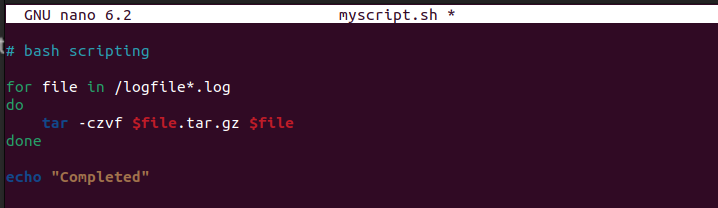 GNU nano 6.2 myscript.sh *
# bash scripting
for file in /logfile*.log
do
tar -czvf $file.tar.gz $file
done
echo "Completed"